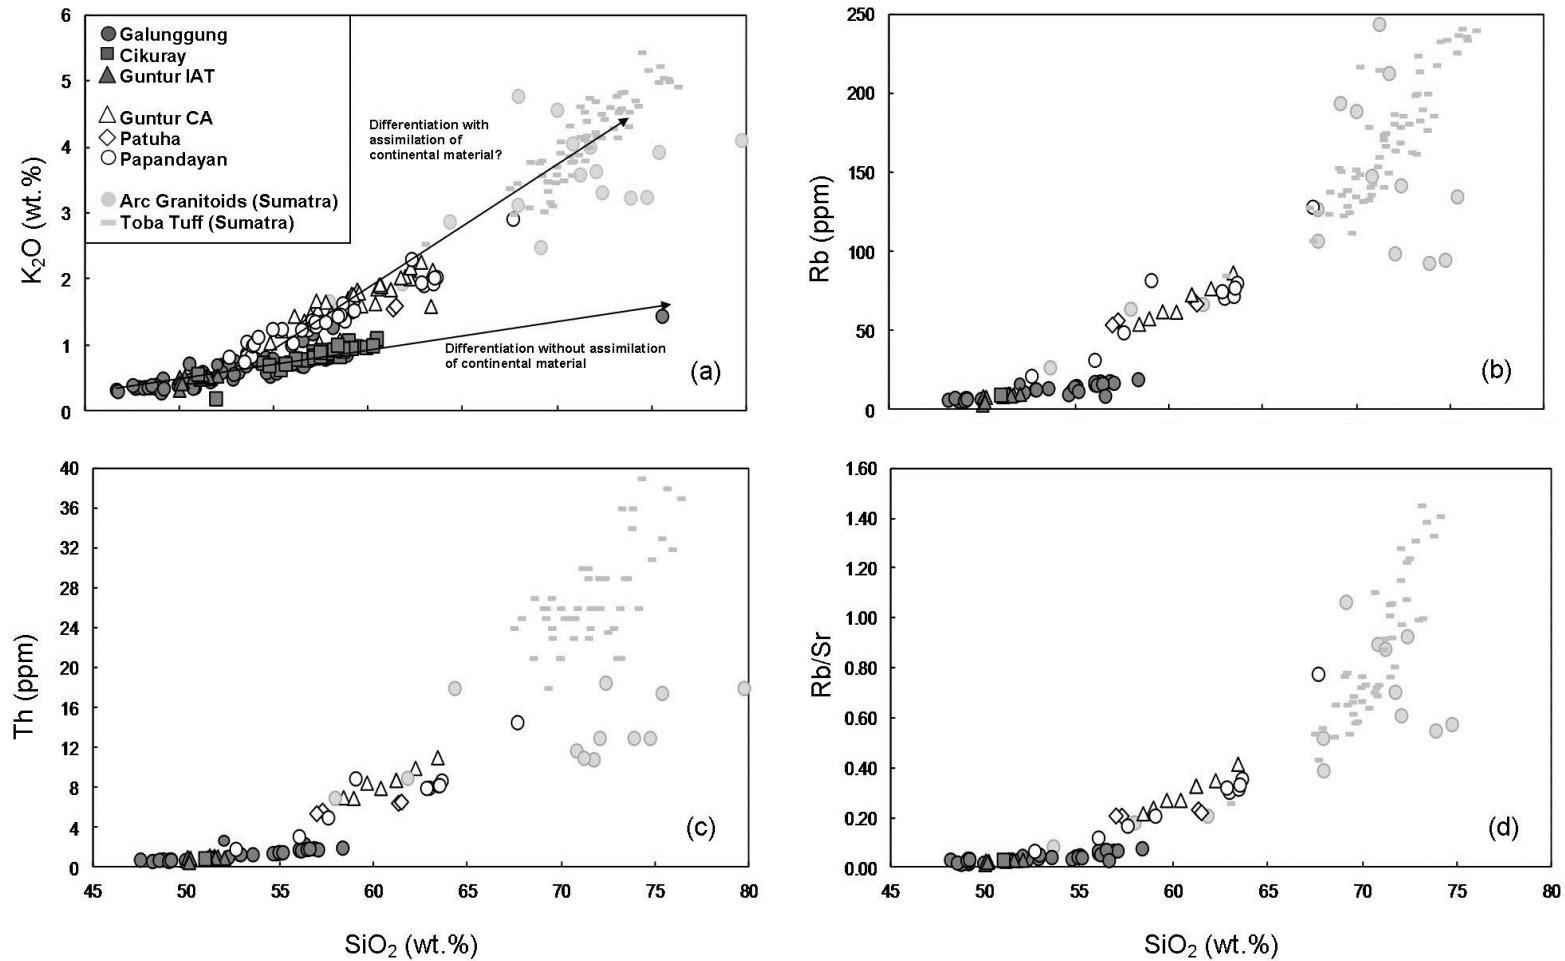 6
5
4
3
2
1
0
K₂O (wt.%)
Galunggung
Cikuray
Guntur IAT
Guntur CA
Patuha
Papandayan
Arc Granitoids (Sumatra)
Toba Tuff (Sumatra)
Differentiation with
assimilation of
continental material?
Differentiation without assimilation
of continental material
(a)
250
200
150
100
50
0
Rb (ppm)
(b)
40
36
32
28
24
20
16
12
8
4
0
Th (ppm)
(c)
45 50 55 60 65 70 75 80
SiO₂ (wt.%)
1.60
1.40
1.20
1.00
0.80
0.60
0.40
0.20
0.00
Rb/Sr
(d)
45 50 55 60 65 70 75 80
SiO₂ (wt.%)